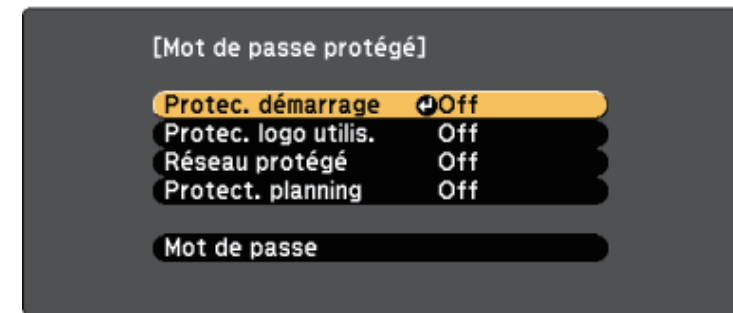 [Mot de passe protégé]
Protec. démarrage Off
Protec. logo utilis. Off
Réseau protégé Off
Protect. planning Off
Mot de passe